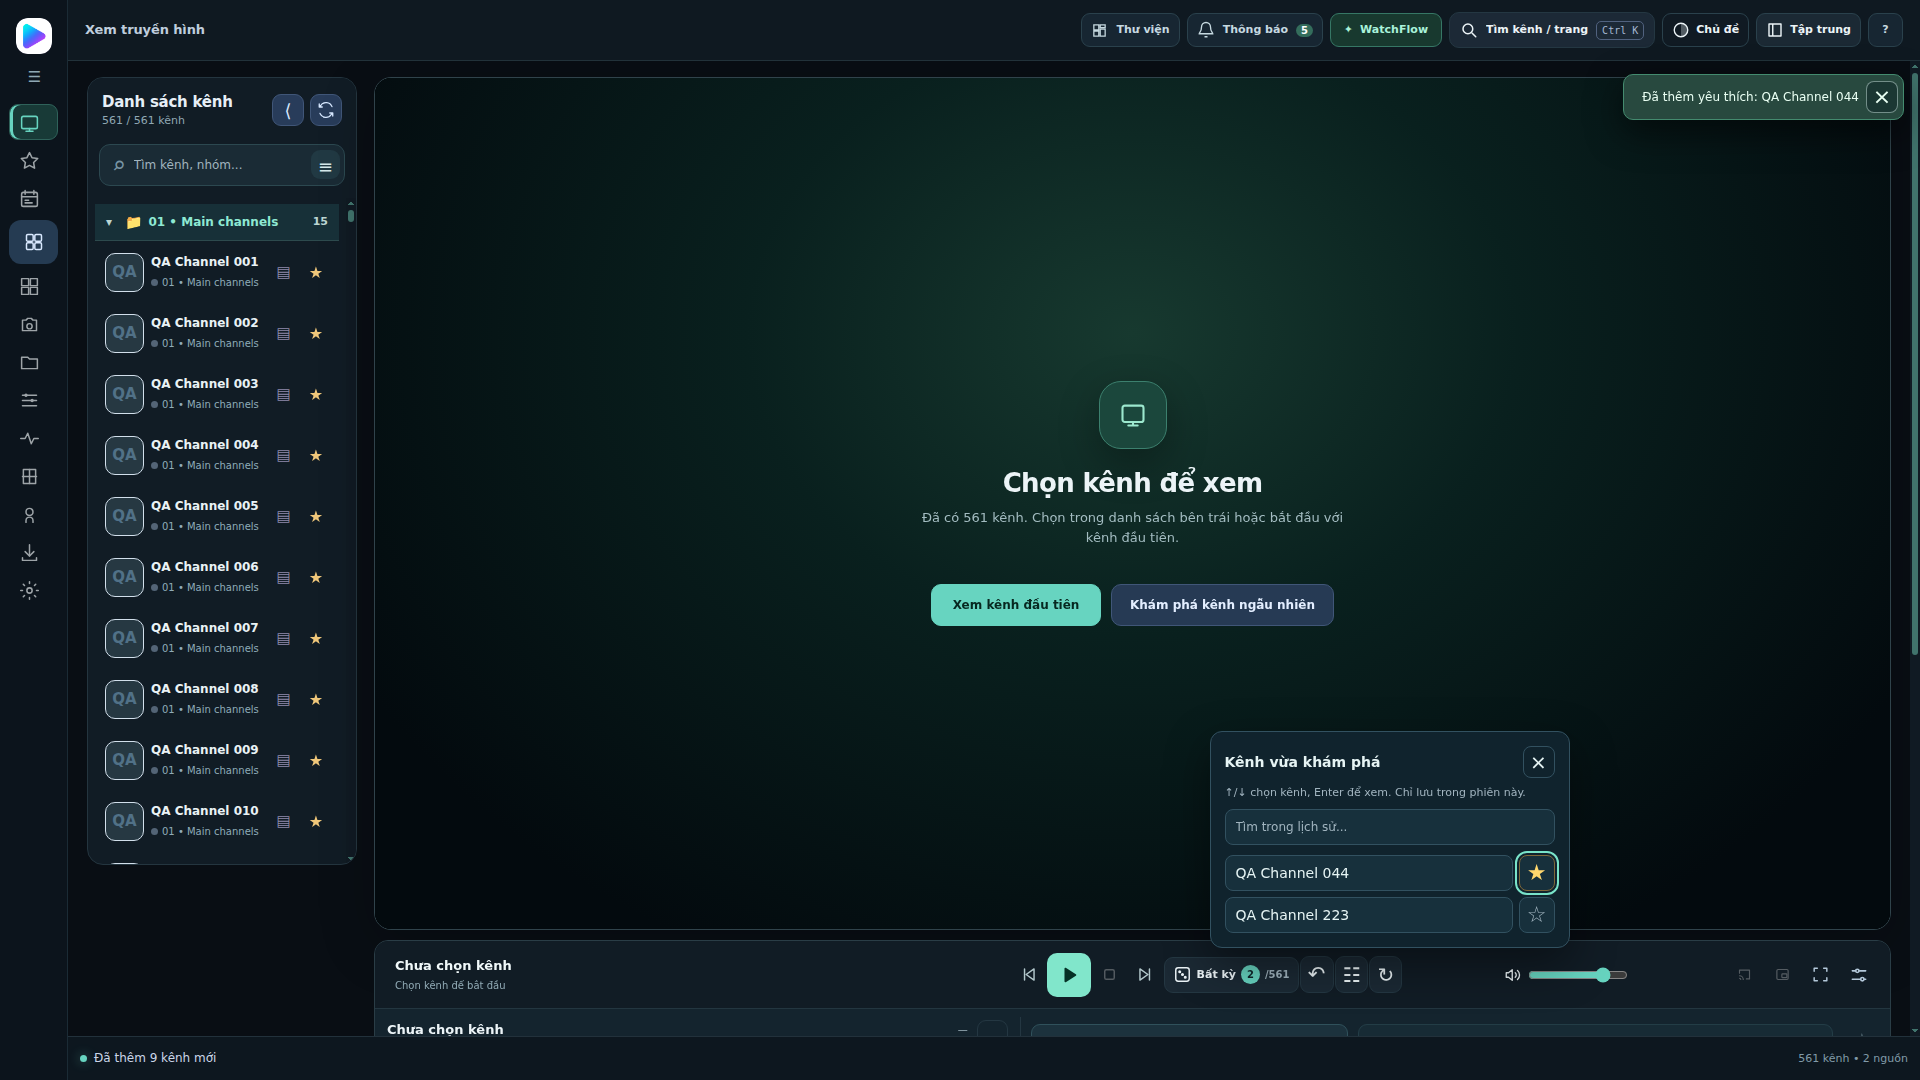 Xem truyền hình
Thư viện
Thông báo 5
WatchFlow
Tìm kênh / trang Ctrl K
Chủ đề
Tập trung
?
Đã thêm yêu thích: QA Channel 044
Danh sách kênh
561 / 561 kênh
Tìm kênh, nhóm...
01 • Main channels 15
QA QA Channel 001
01 • Main channels
QA QA Channel 002
01 • Main channels
QA QA Channel 003
01 • Main channels
QA QA Channel 004
01 • Main channels
QA QA Channel 005
01 • Main channels
QA QA Channel 006
01 • Main channels
QA QA Channel 007
01 • Main channels
QA QA Channel 008
01 • Main channels
QA QA Channel 009
01 • Main channels
QA QA Channel 010
01 • Main channels
Chọn kênh để xem
Đã có 561 kênh. Chọn trong danh sách bên trái hoặc bắt đầu với
kênh đầu tiên.
Xem kênh đầu tiên
Khám phá kênh ngẫu nhiên
Kênh vừa khám phá
↑/↓ chọn kênh, Enter để xem. Chỉ lưu trong phiên này.
Tìm trong lịch sử...
QA Channel 044
QA Channel 223
Chưa chọn kênh
Chọn kênh để bắt đầu
Bất kỳ 2 /561
Chưa chọn kênh
Đã thêm 9 kênh mới
561 kênh • 2 nguồn